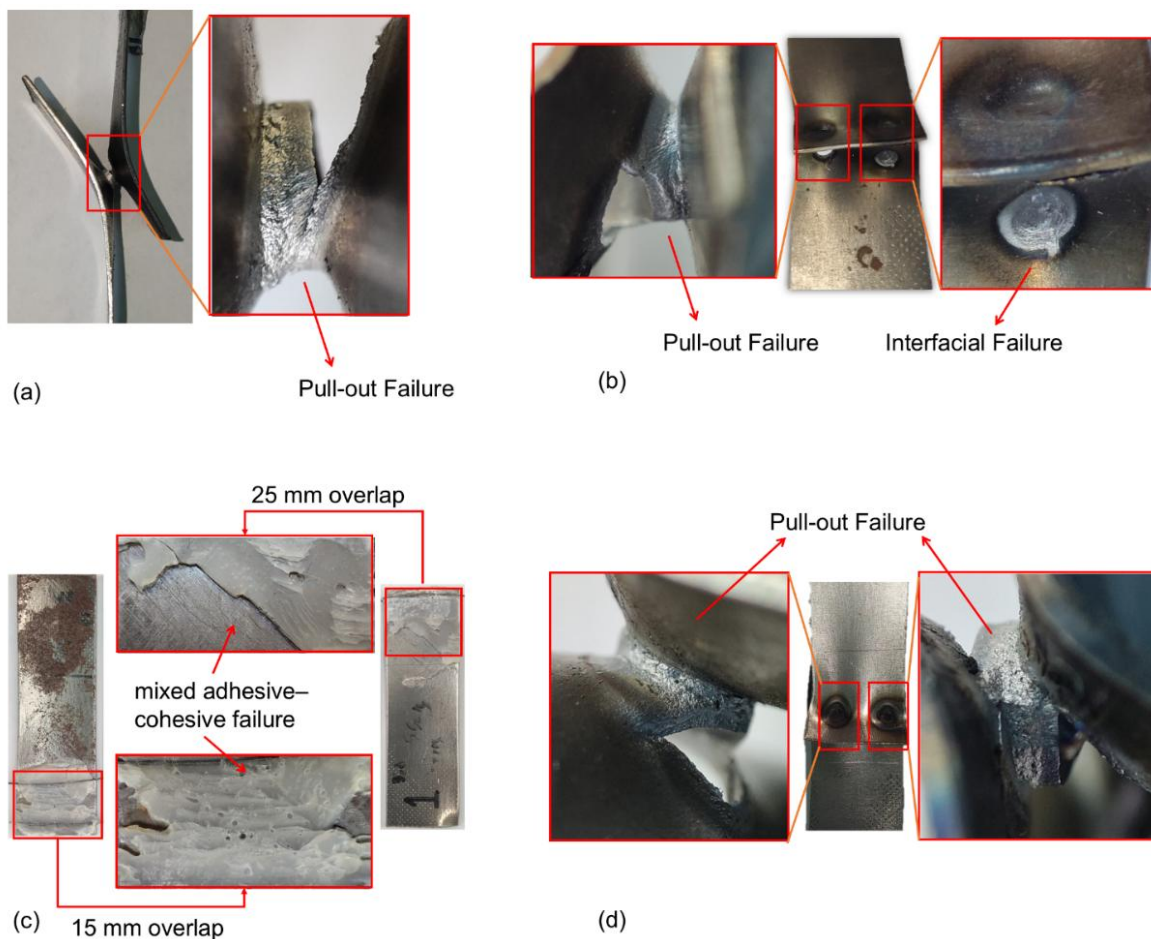 Pull-out Failure
(a)
Pull-out Failure
Interfacial Failure
(b)
25 mm overlap
mixed adhesive–
cohesive failure
1
15 mm overlap
(c)
Pull-out Failure
(d)